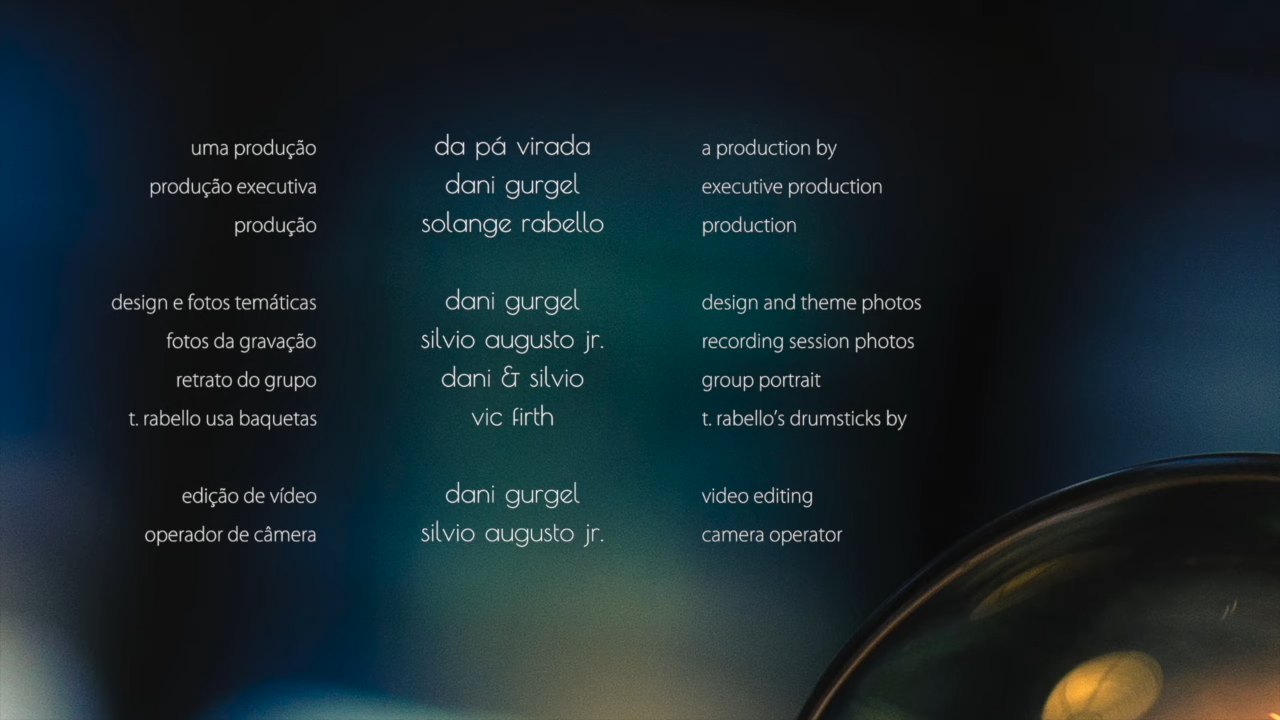 uma produção da pá virada a production by
produção executiva dani gurgel executive production
produção solange rabello production
design e fotos temáticas dani gurgel design and theme photos
fotos da gravação silvio augusto jr. recording session photos
retrato do grupo dani & silvio group portrait
t. rabello usa baquetas vic firth t. rabello’s drumsticks by
edição de vídeo dani gurgel video editing
operador de câmera silvio augusto jr. camera operator